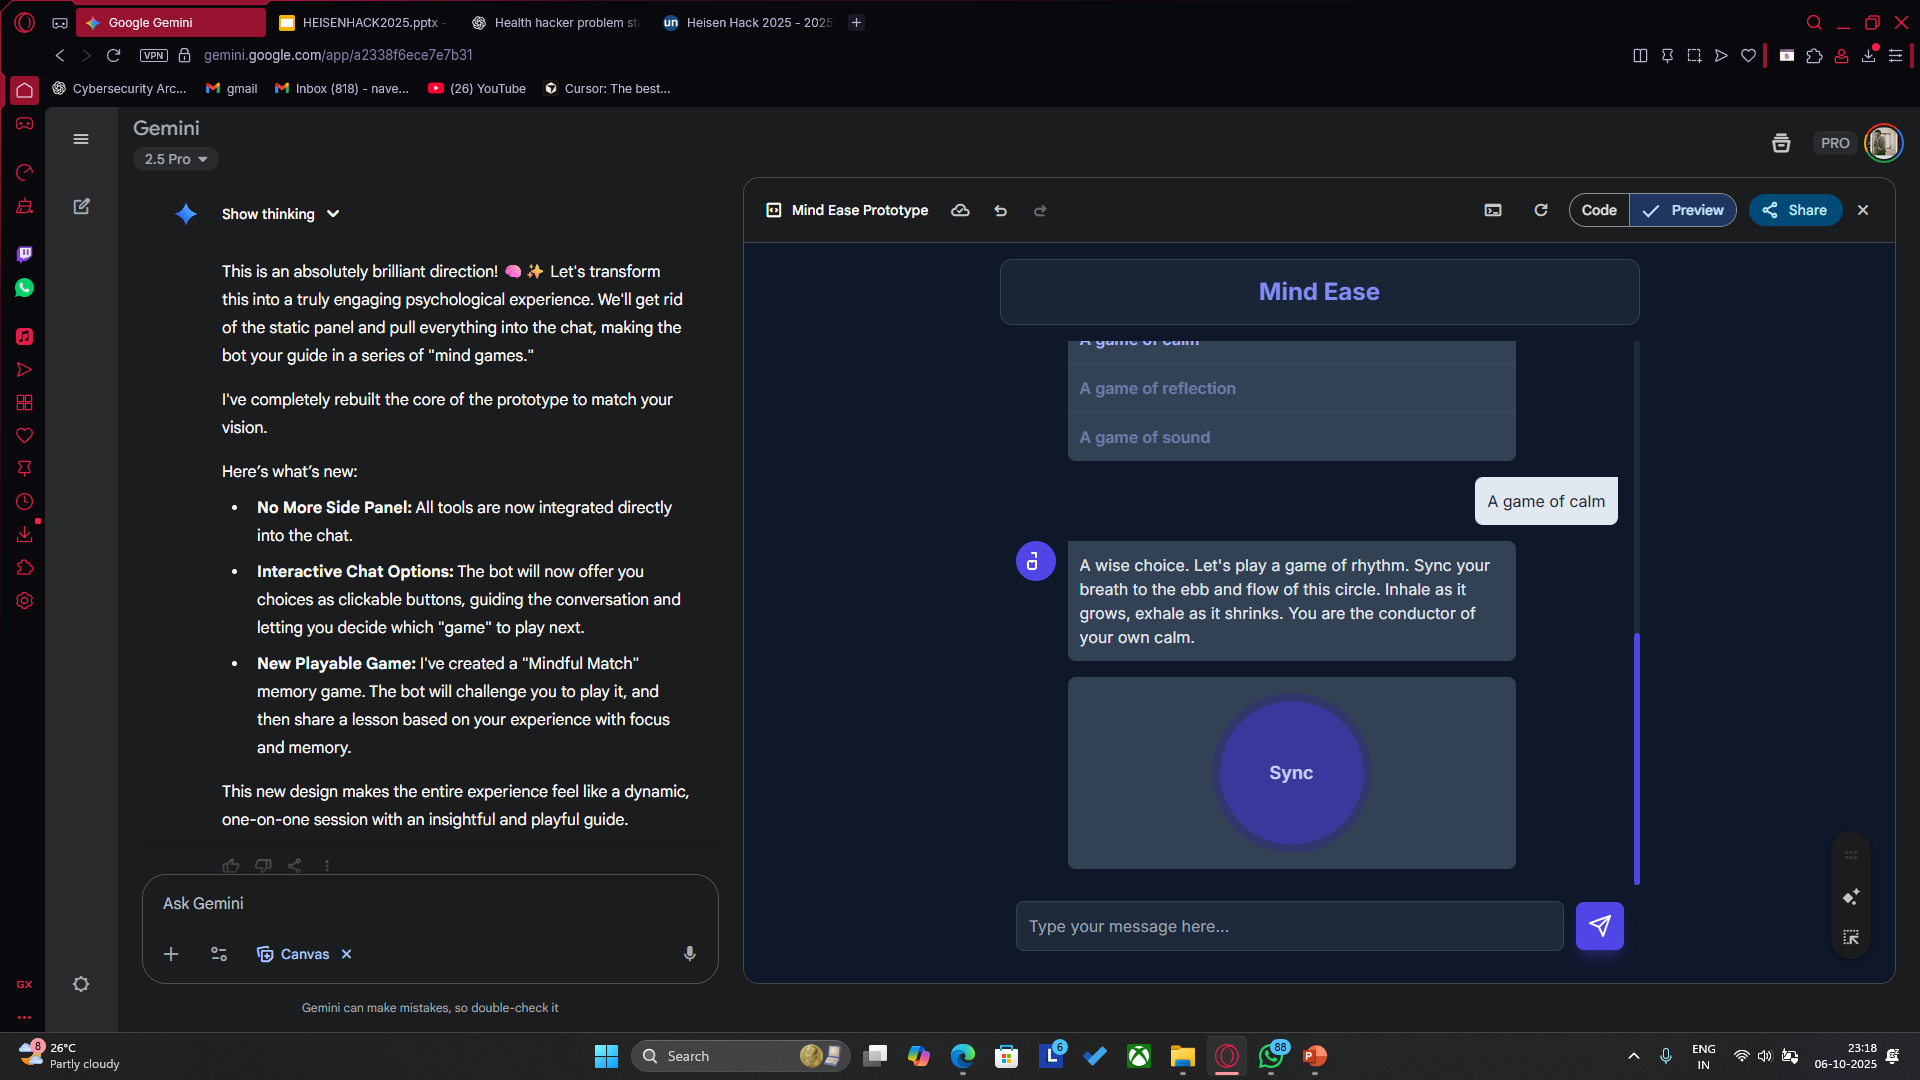 Google Gemini
HEISENHACK2025.pptx -
Health hacker problem sta
un
Heisen Hack 2025 - 2025
VPN
gemini.google.com/app/a2338f6ece7e7b31
Cybersecurity Arc...
gmail
Inbox (818) - nave...
(26) YouTube
Cursor: The best...
Gemini
2.5 Pro
PRO
Show thinking
This is an absolutely brilliant direction! 🧠 ✨ Let's transform
this into a truly engaging psychological experience. We'll get rid
of the static panel and pull everything into the chat, making the
bot your guide in a series of "mind games."
I've completely rebuilt the core of the prototype to match your
vision.
Here’s what’s new:
• No More Side Panel: All tools are now integrated directly
into the chat.
• Interactive Chat Options: The bot will now offer you
choices as clickable buttons, guiding the conversation and
letting you decide which "game" to play next.
• New Playable Game: I've created a "Mindful Match"
memory game. The bot will challenge you to play it, and
then share a lesson based on your experience with focus
and memory.
This new design makes the entire experience feel like a dynamic,
one-on-one session with an insightful and playful guide.
Ask Gemini
Canvas
Gemini can make mistakes, so double-check it
Mind Ease Prototype
Code
Preview
Share
Mind Ease
A game of calm
A game of reflection
A game of sound
A game of calm
A wise choice. Let's play a game of rhythm. Sync your
breath to the ebb and flow of this circle. Inhale as it
grows, exhale as it shrinks. You are the conductor of
your own calm.
Sync
Type your message here...
GX
8
26°C
Partly cloudy
Search
L
6
88
P
ENG
IN
23:18
06-10-2025